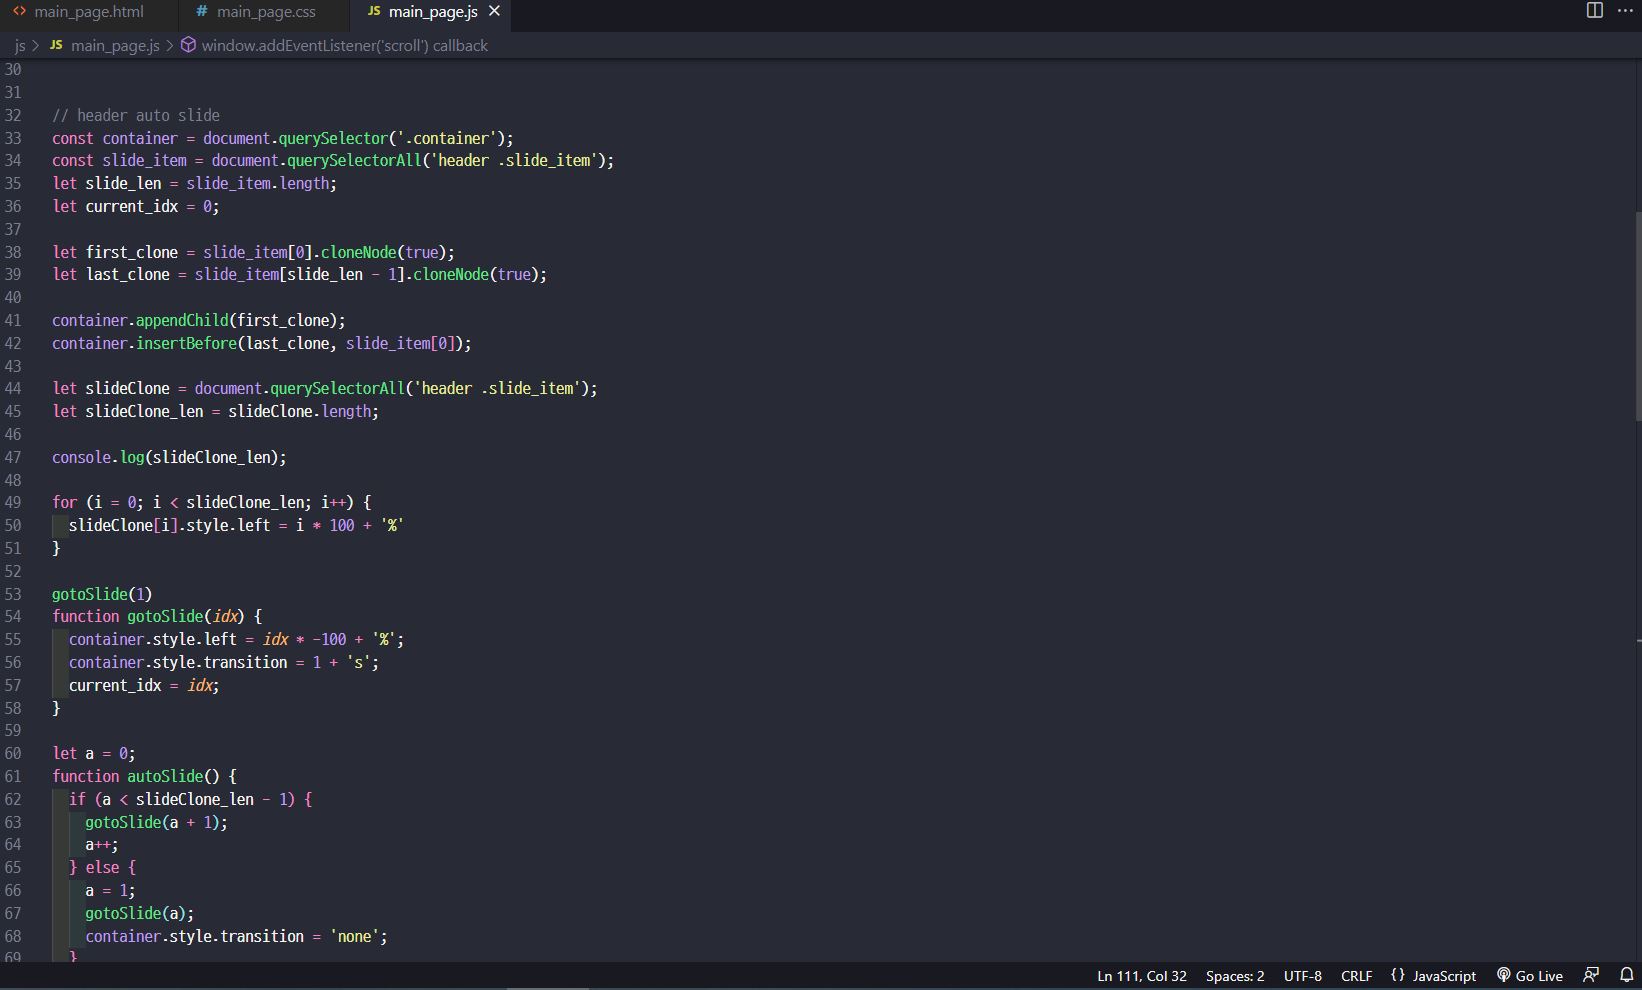 <> main_page.html # main_page.css JS main_page.js ×
js > JS main_page.js > window.addEventListener('scroll') callback
30
31
32 // header auto slide
33 const container = document.querySelector('.container');
34 const slide_item = document.querySelectorAll('header .slide_item');
35 let slide_len = slide_item.length;
36 let current_idx = 0;
37
38 let first_clone = slide_item[0].cloneNode(true);
39 let last_clone = slide_item[slide_len - 1].cloneNode(true);
40
41 container.appendChild(first_clone);
42 container.insertBefore(last_clone, slide_item[0]);
43
44 let slideClone = document.querySelectorAll('header .slide_item');
45 let slideClone_len = slideClone.length;
46
47 console.log(slideClone_len);
48
49 for (i = 0; i < slideClone_len; i++) {
50   slideClone[i].style.left = i * 100 + '%'
51 }
52
53 gotoSlide(1)
54 function gotoSlide(idx) {
55   container.style.left = idx * -100 + '%';
56   container.style.transition = 1 + 's';
57   current_idx = idx;
58 }
59
60 let a = 0;
61 function autoSlide() {
62   if (a < slideClone_len - 1) {
63     gotoSlide(a + 1);
64     a++;
65   } else {
66     a = 1;
67     gotoSlide(a);
68     container.style.transition = 'none';
69   }
Ln 111, Col 32 Spaces: 2 UTF-8 CRLF {} JavaScript Go Live